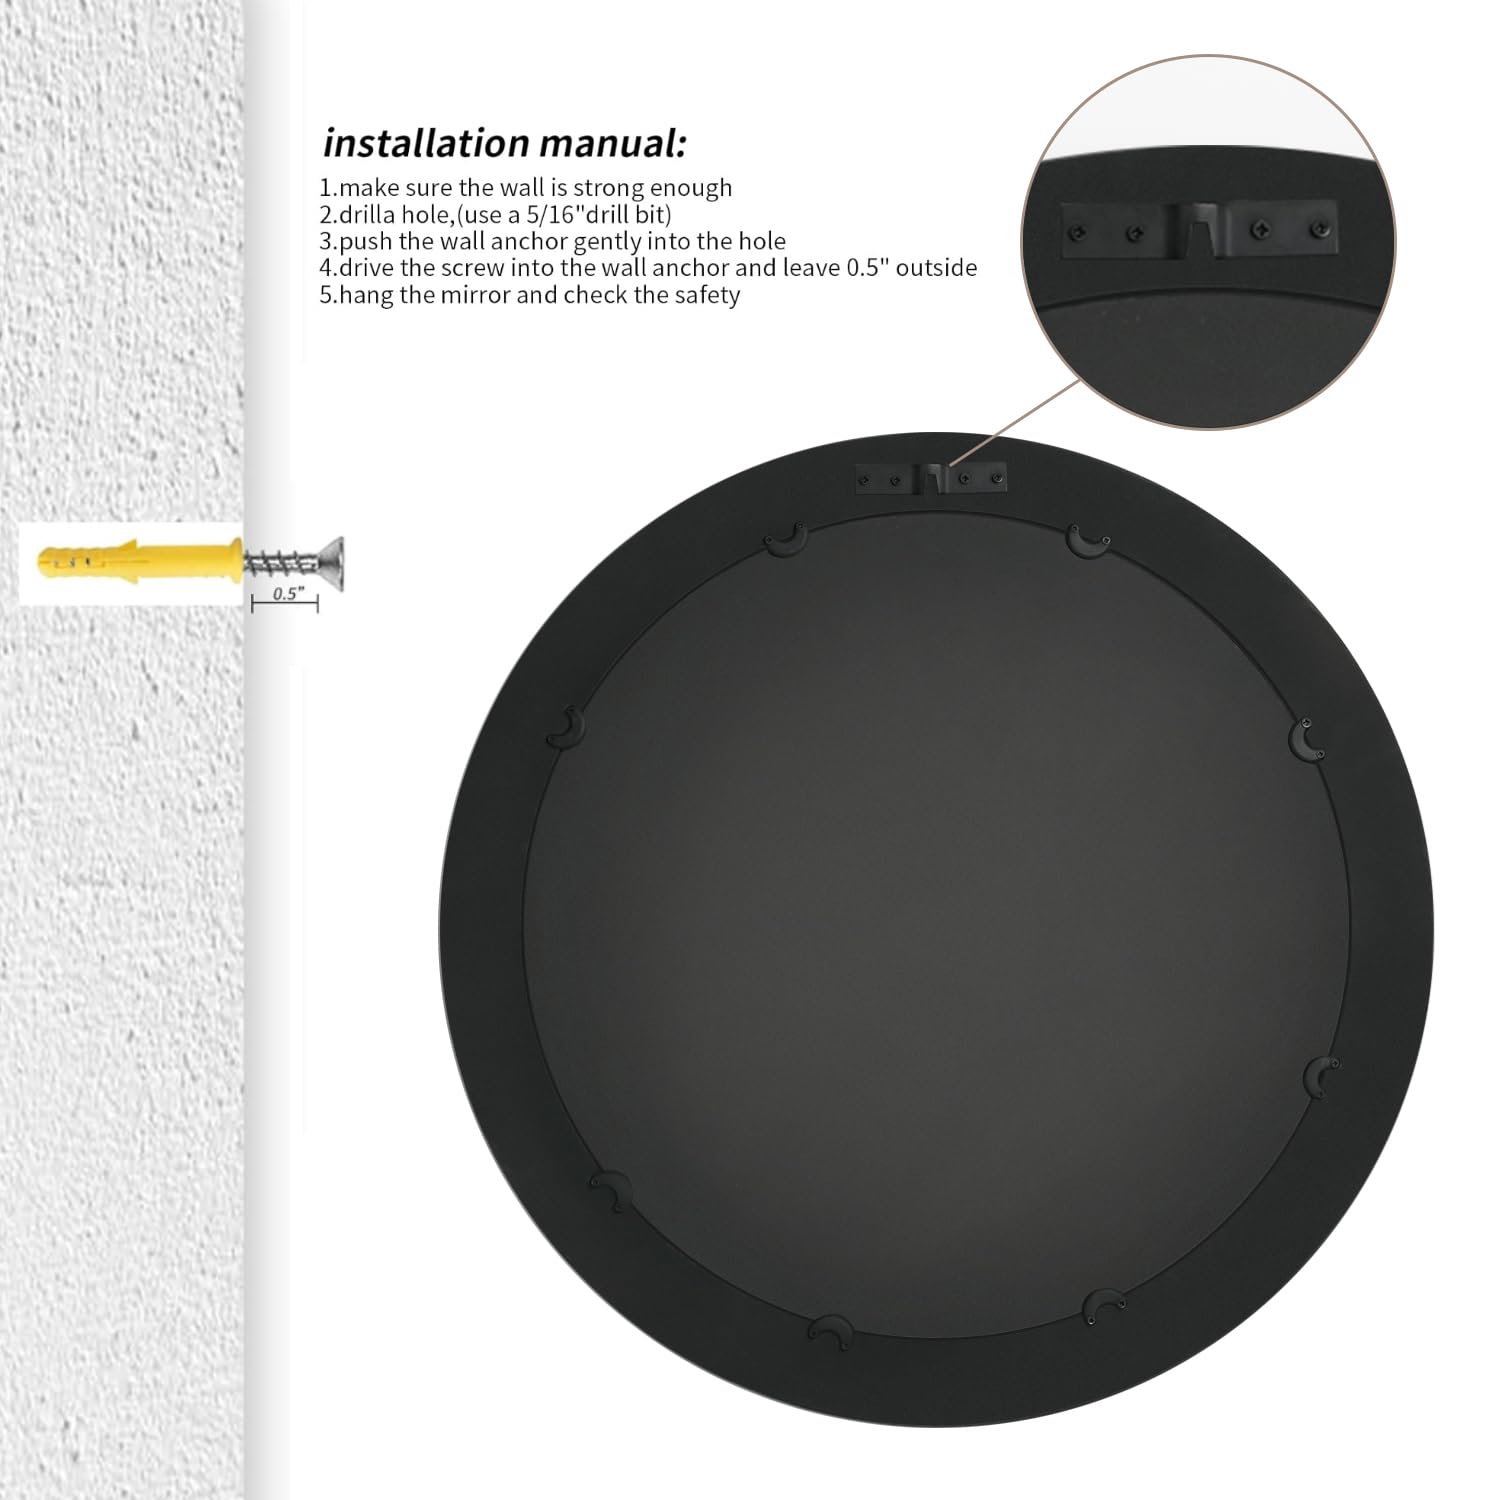 installation manual:
1.make sure the wall is strong enough
2.drilla hole,(use a 5/16"drill bit)
3.push the wall anchor gently into the hole
4.drive the screw into the wall anchor and leave 0.5" outside
5.hang the mirror and check the safety
0.5"